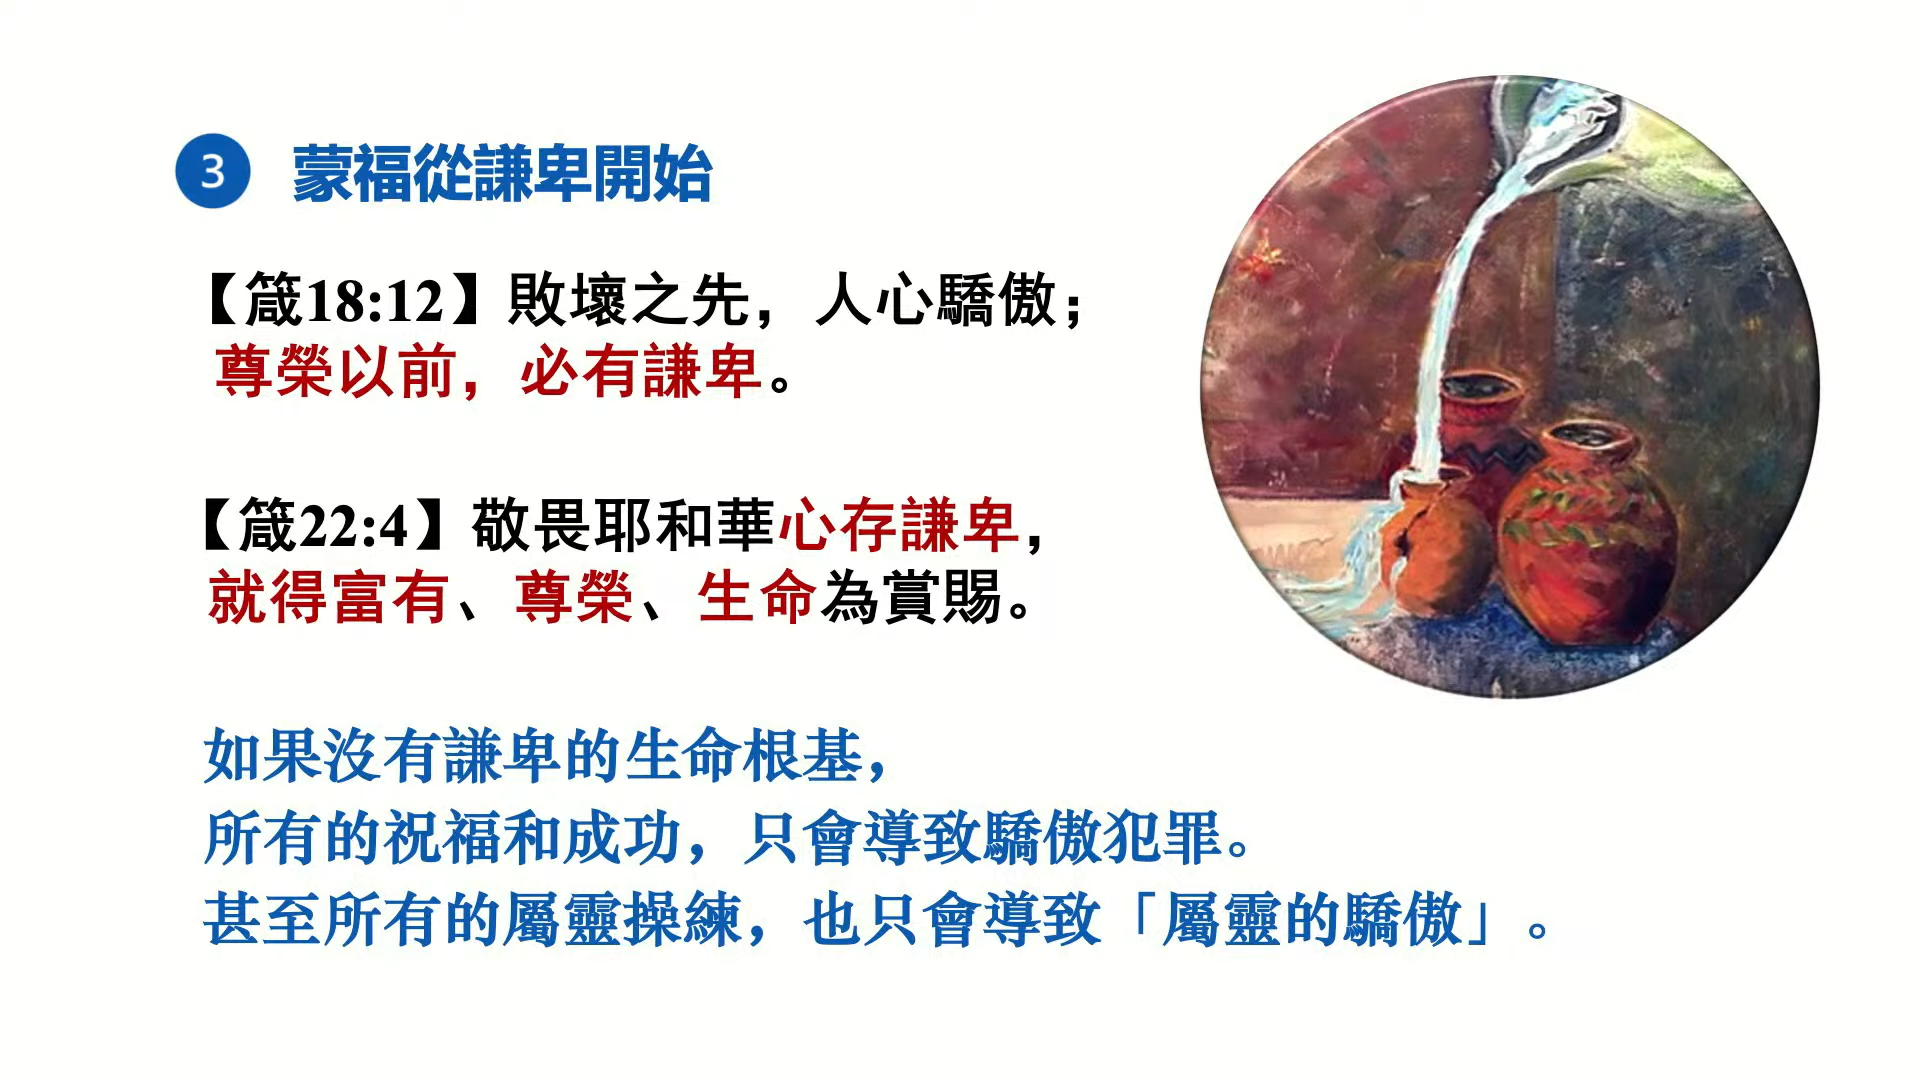 3 蒙福從謙卑開始
【箴18:12】敗壞之先，人心驕傲；
尊榮以前，必有謙卑。
【箴22:4】敬畏耶和華心存謙卑，
就得富有、尊榮、生命為賞賜。
如果沒有謙卑的生命根基，
所有的祝福和成功，只會導致驕傲犯罪。
甚至所有的屬靈操練，也只會導致「屬靈的驕傲」。